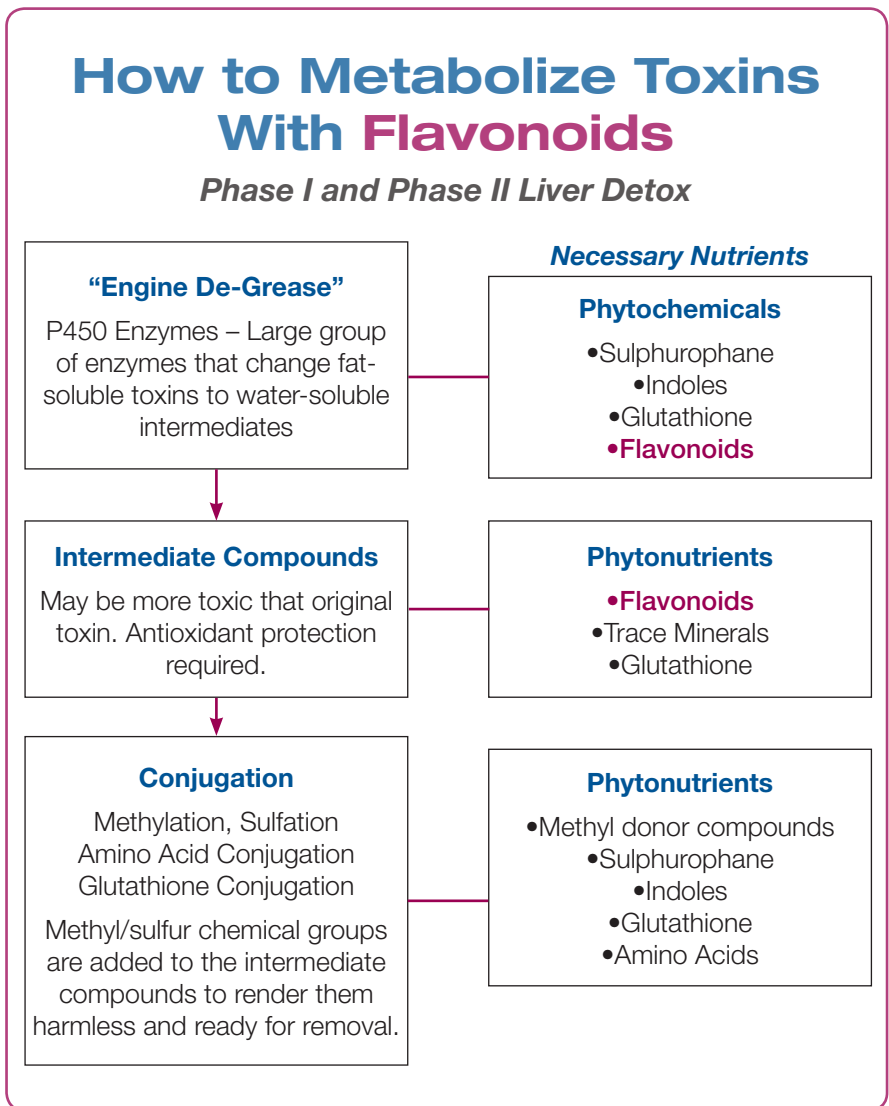 How to Metabolize Toxins
With Flavonoids
Phase I and Phase II Liver Detox
“Engine De-Grease”
P450 Enzymes – Large group
of enzymes that change fat-
soluble toxins to water-soluble
intermediates
Necessary Nutrients
Phytochemicals
•Sulphurophane
•Indoles
•Glutathione
•Flavonoids
Intermediate Compounds
May be more toxic that original
toxin. Antioxidant protection
required.
Phytonutrients
•Flavonoids
•Trace Minerals
•Glutathione
Conjugation
Methylation, Sulfation
Amino Acid Conjugation
Glutathione Conjugation
Methyl/sulfur chemical groups
are added to the intermediate
compounds to render them
harmless and ready for removal.
Phytonutrients
•Methyl donor compounds
•Sulphurophane
•Indoles
•Glutathione
•Amino Acids